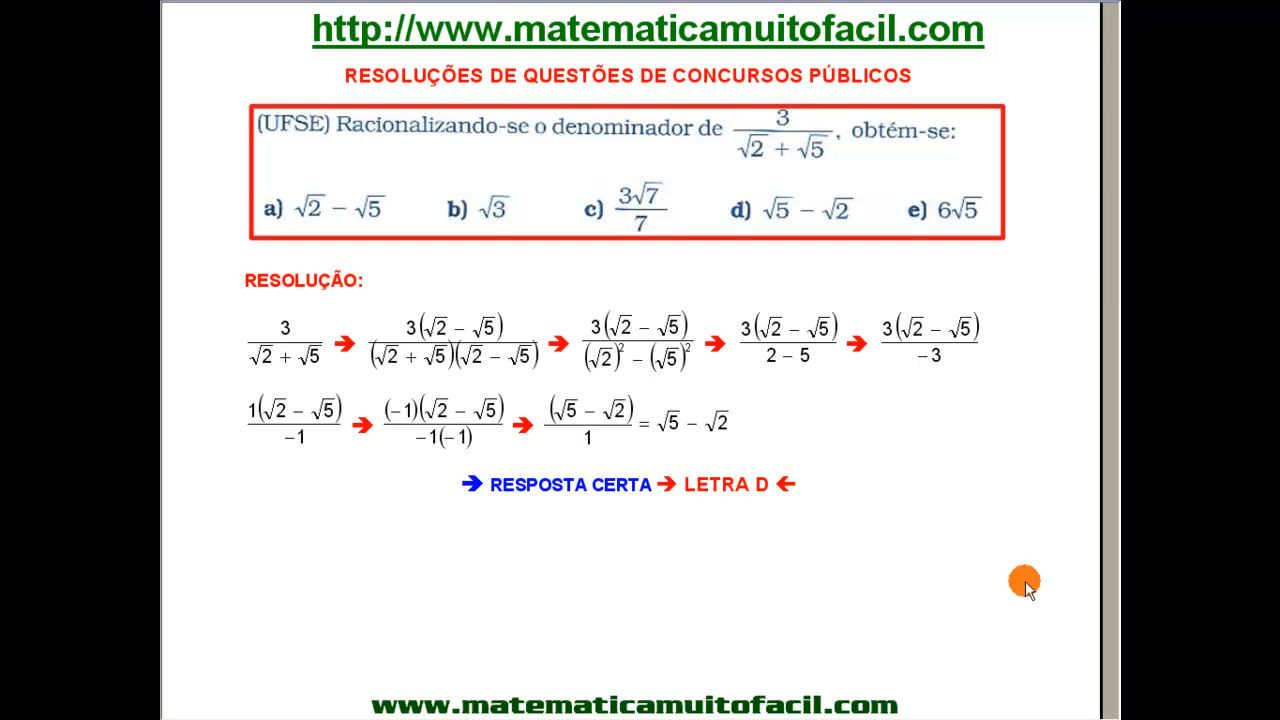 http://www.matematicamuitofacil.com
RESOLUÇÕES DE QUESTÕES DE CONCURSOS PÚBLICOS
(UFSE) Racionalizando-se o denominador de 3/(√2 + √5), obtém-se:
a) √2 − √5 b) √3 c) 3√7/7 d) √5 − √2 e) 6√5
RESOLUÇÃO:
3/(√2 + √5) ➔ 3(√2 − √5)/(√2 + √5)(√2 − √5) ➔ 3(√2 − √5)/(√2)² − (√5)² ➔ 3(√2 − √5)/2 − 5 ➔ 3(√2 − √5)/−3
1(√2 − √5)/−1 ➔ (−1)(√2 − √5)/−1(−1) ➔ (√5 − √2)/1 = √5 − √2
➔ RESPOSTA CERTA ➔ LETRA D ←
www.matematicamuitofacil.com